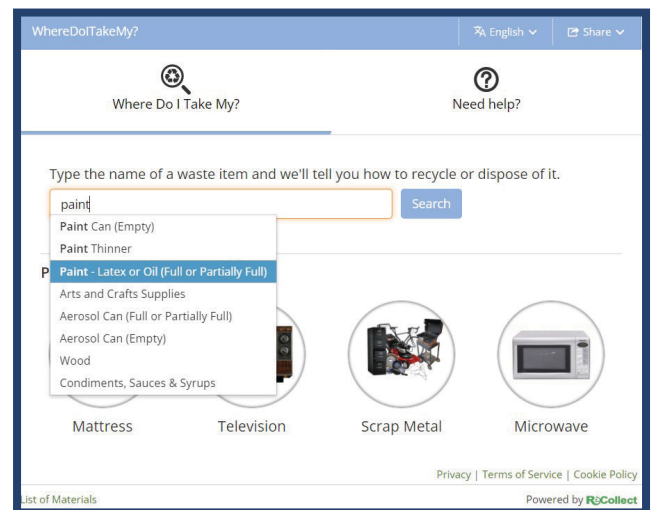 WhereDoITakeMy?
English
Share
Where Do I Take My?
Need help?
Type the name of a waste item and we'll tell you how to recycle or dispose of it.
paint
Search
Paint Can (Empty)
Paint Thinner
P
Paint - Latex or Oil (Full or Partially Full)
Arts and Crafts Supplies
Aerosol Can (Full or Partially Full)
Aerosol Can (Empty)
Wood
Condiments, Sauces & Syrups
Mattress
Television
Scrap Metal
Microwave
Privacy | Terms of Service | Cookie Policy
List of Materials
Powered by ReCollect